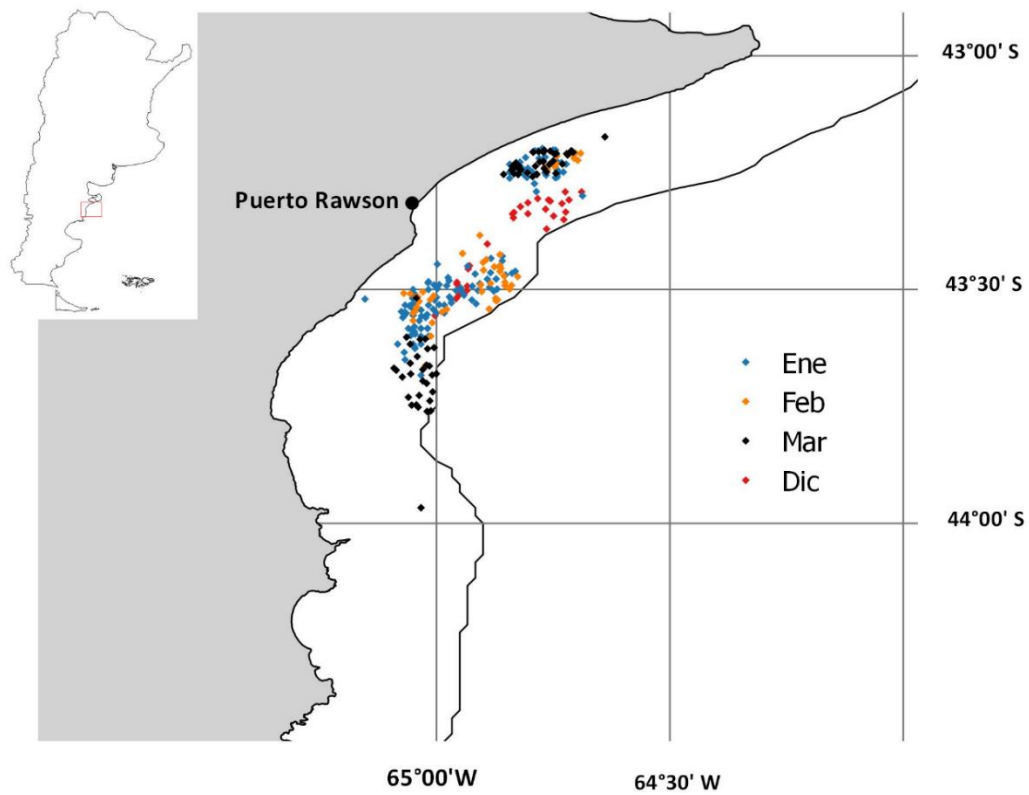 43°00' S
Puerto Rawson
43°30' S
Ene
Feb
Mar
Dic
44°00' S
65°00'W
64°30' W